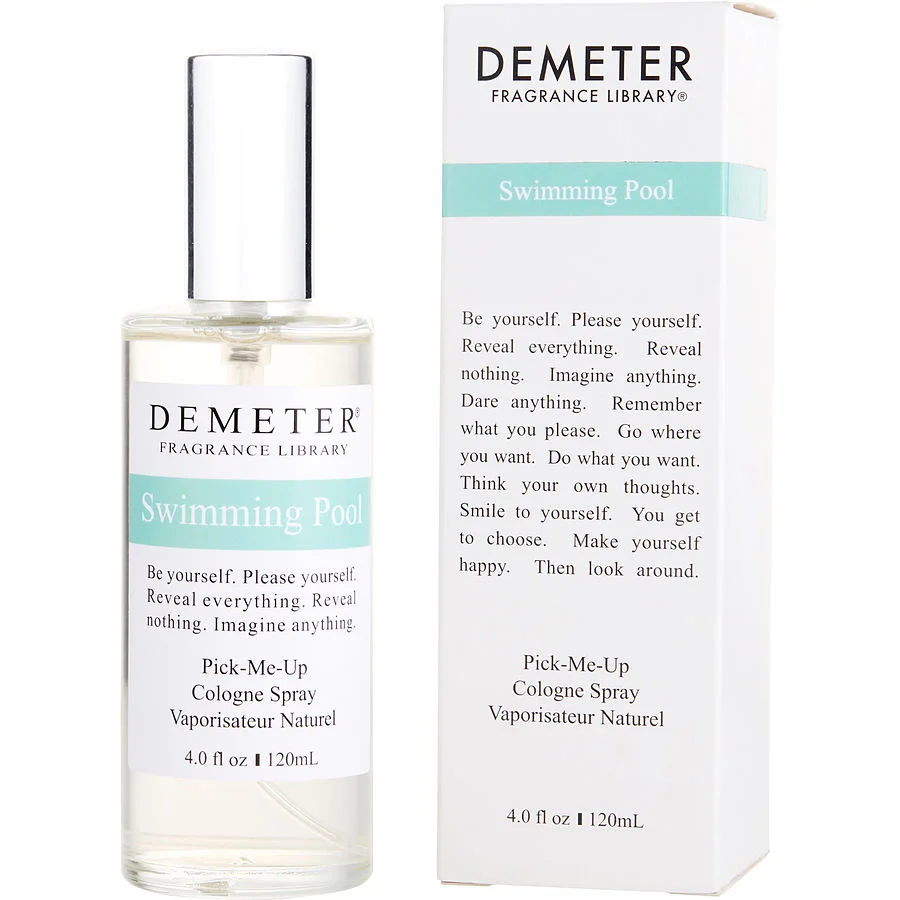 DEMETER®
FRAGRANCE LIBRARY
Swimming Pool
Be yourself. Please yourself.
Reveal everything. Reveal
nothing. Imagine anything.
Pick-Me-Up
Cologne Spray
Vaporisateur Naturel
4.0 fl oz ❚ 120mL
DEMETER
FRAGRANCE LIBRARY®
Swimming Pool
Be yourself. Please yourself.
Reveal everything. Reveal
nothing. Imagine anything.
Dare anything. Remember
what you please. Go where
you want. Do what you want.
Think your own thoughts.
Smile to yourself. You get
to choose. Make yourself
happy. Then look around.
Pick-Me-Up
Cologne Spray
Vaporisateur Naturel
4.0 fl oz ❚ 120mL